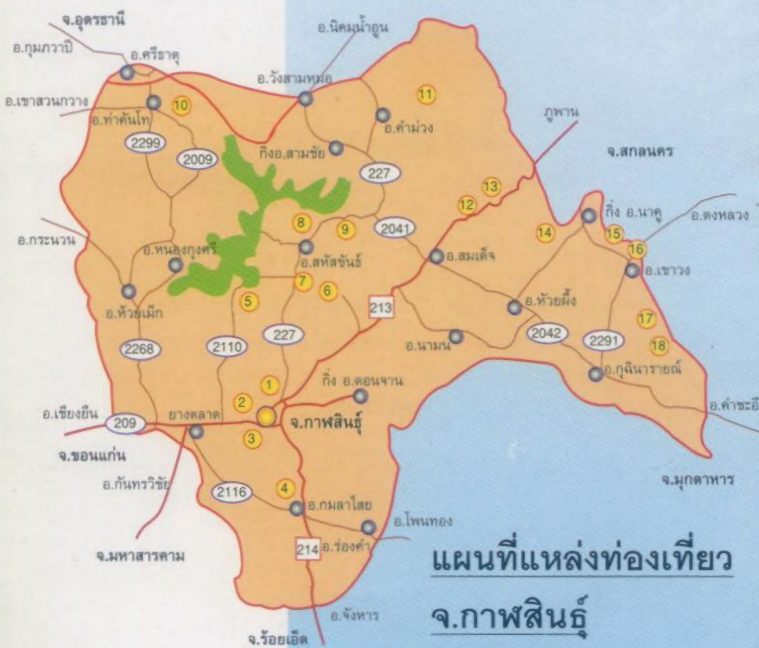 จ.อุดรธานี
อ.นิคมน้ำอูน
อ.กุมภวาปี
อ.ศรีธาตุ
อ.วังสามหมอ
อ.เขาสวนกวาง
10
11
อ.ท่าคันโท
อ.คำม่วง
ภูพาน
2299
2009
กิ่งอ.สามชัย
จ.สกลนคร
227
13
12
กิ่ง อ.นาคู
อ.ดงหลวง
8
9
2041
14
15
16
อ.กระนวน
อ.หนองกุงศรี
อ.สหัสขันธ์
อ.สมเด็จ
อ.เขาวง
อ.ห้วยเม็ก
7
6
5
213
อ.ห้วยผึ้ง
17
2268
2110
227
อ.นามน
2042
2291
18
อ.กุฉินารายณ์
1
กิ่ง อ.ดอนจาน
2
อ.เชียงยืน
209
ยางตลาด
จ.กาฬสินธุ์
อ.คำชะอี
3
จ.ขอนแก่น
อ.กันทรวิชัย
2116
4
อ.กมลาไสย
จ.มุกดาหาร
อ.โพนทอง
จ.มหาสารคาม
214
อ.ร่องคำ
แผนที่แหล่งท่องเที่ยว
จ.กาฬสินธุ์
อ.จังหาร
จ.ร้อยเอ็ด